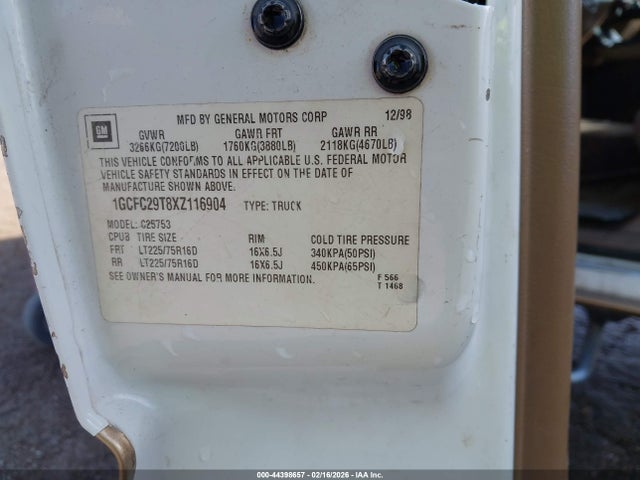 MFD BY GENERAL MOTORS CORP 12/98
GM
GVWR GAWR FRT GAWR RR
3266KG(7200LB) 1760KG(3880LB) 2118KG(4670LB)
THIS VEHICLE CONFORMS TO ALL APPLICABLE U.S. FEDERAL MOTOR
VEHICLE SAFETY STANDARDS IN EFFECT ON THE DATE OF
MANUFACTURE SHOWN ABOVE.
1GCFC29T8XZ116904 TYPE: TRUCK
MODEL: C25753
CPUB TIRE SIZE RIM COLD TIRE PRESSURE
FRT LT225/75R16D 16X6.5J 340KPA(50PSI)
RR LT225/75R16D 16X6.5J 450KPA(65PSI)
SEE OWNER'S MANUAL FOR MORE INFORMATION.
F S66
T 1468
000-44398657 - 02/16/2026 - IAA Inc.